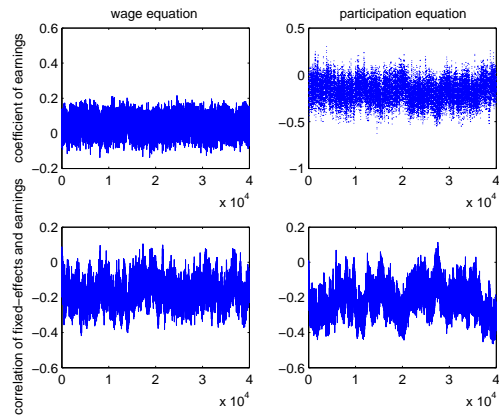 wage equation
participation equation
coefficient of earnings
0.6
0.4
0.2
0
−0.2
0 1 2 3 4
x 10^4
0.5
0
−0.5
−1
0 1 2 3 4
x 10^4
correlation of fixed−effects and earnings
0.2
0
−0.2
−0.4
−0.6
0 1 2 3 4
x 10^4
0.2
0
−0.2
−0.4
−0.6
0 1 2 3 4
x 10^4